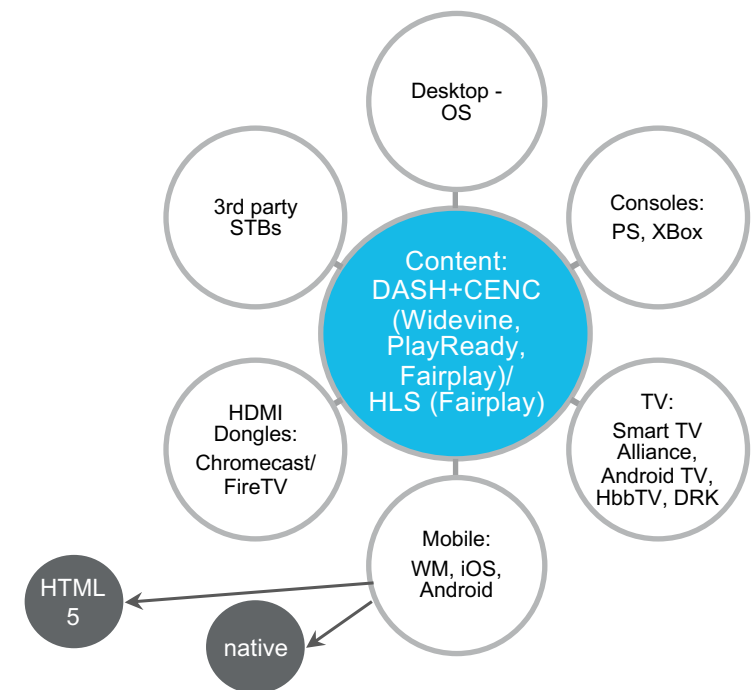 Desktop -
OS
3rd party
STBs
Consoles:
PS, XBox
Content:
DASH+CENC
(Widevine,
PlayReady,
Fairplay)/
HLS (Fairplay)
HDMI
Dongles:
Chromecast/
FireTV
TV:
Smart TV
Alliance,
Android TV,
HbbTV, DRK
Mobile:
WM, iOS,
Android
HTML
5
native